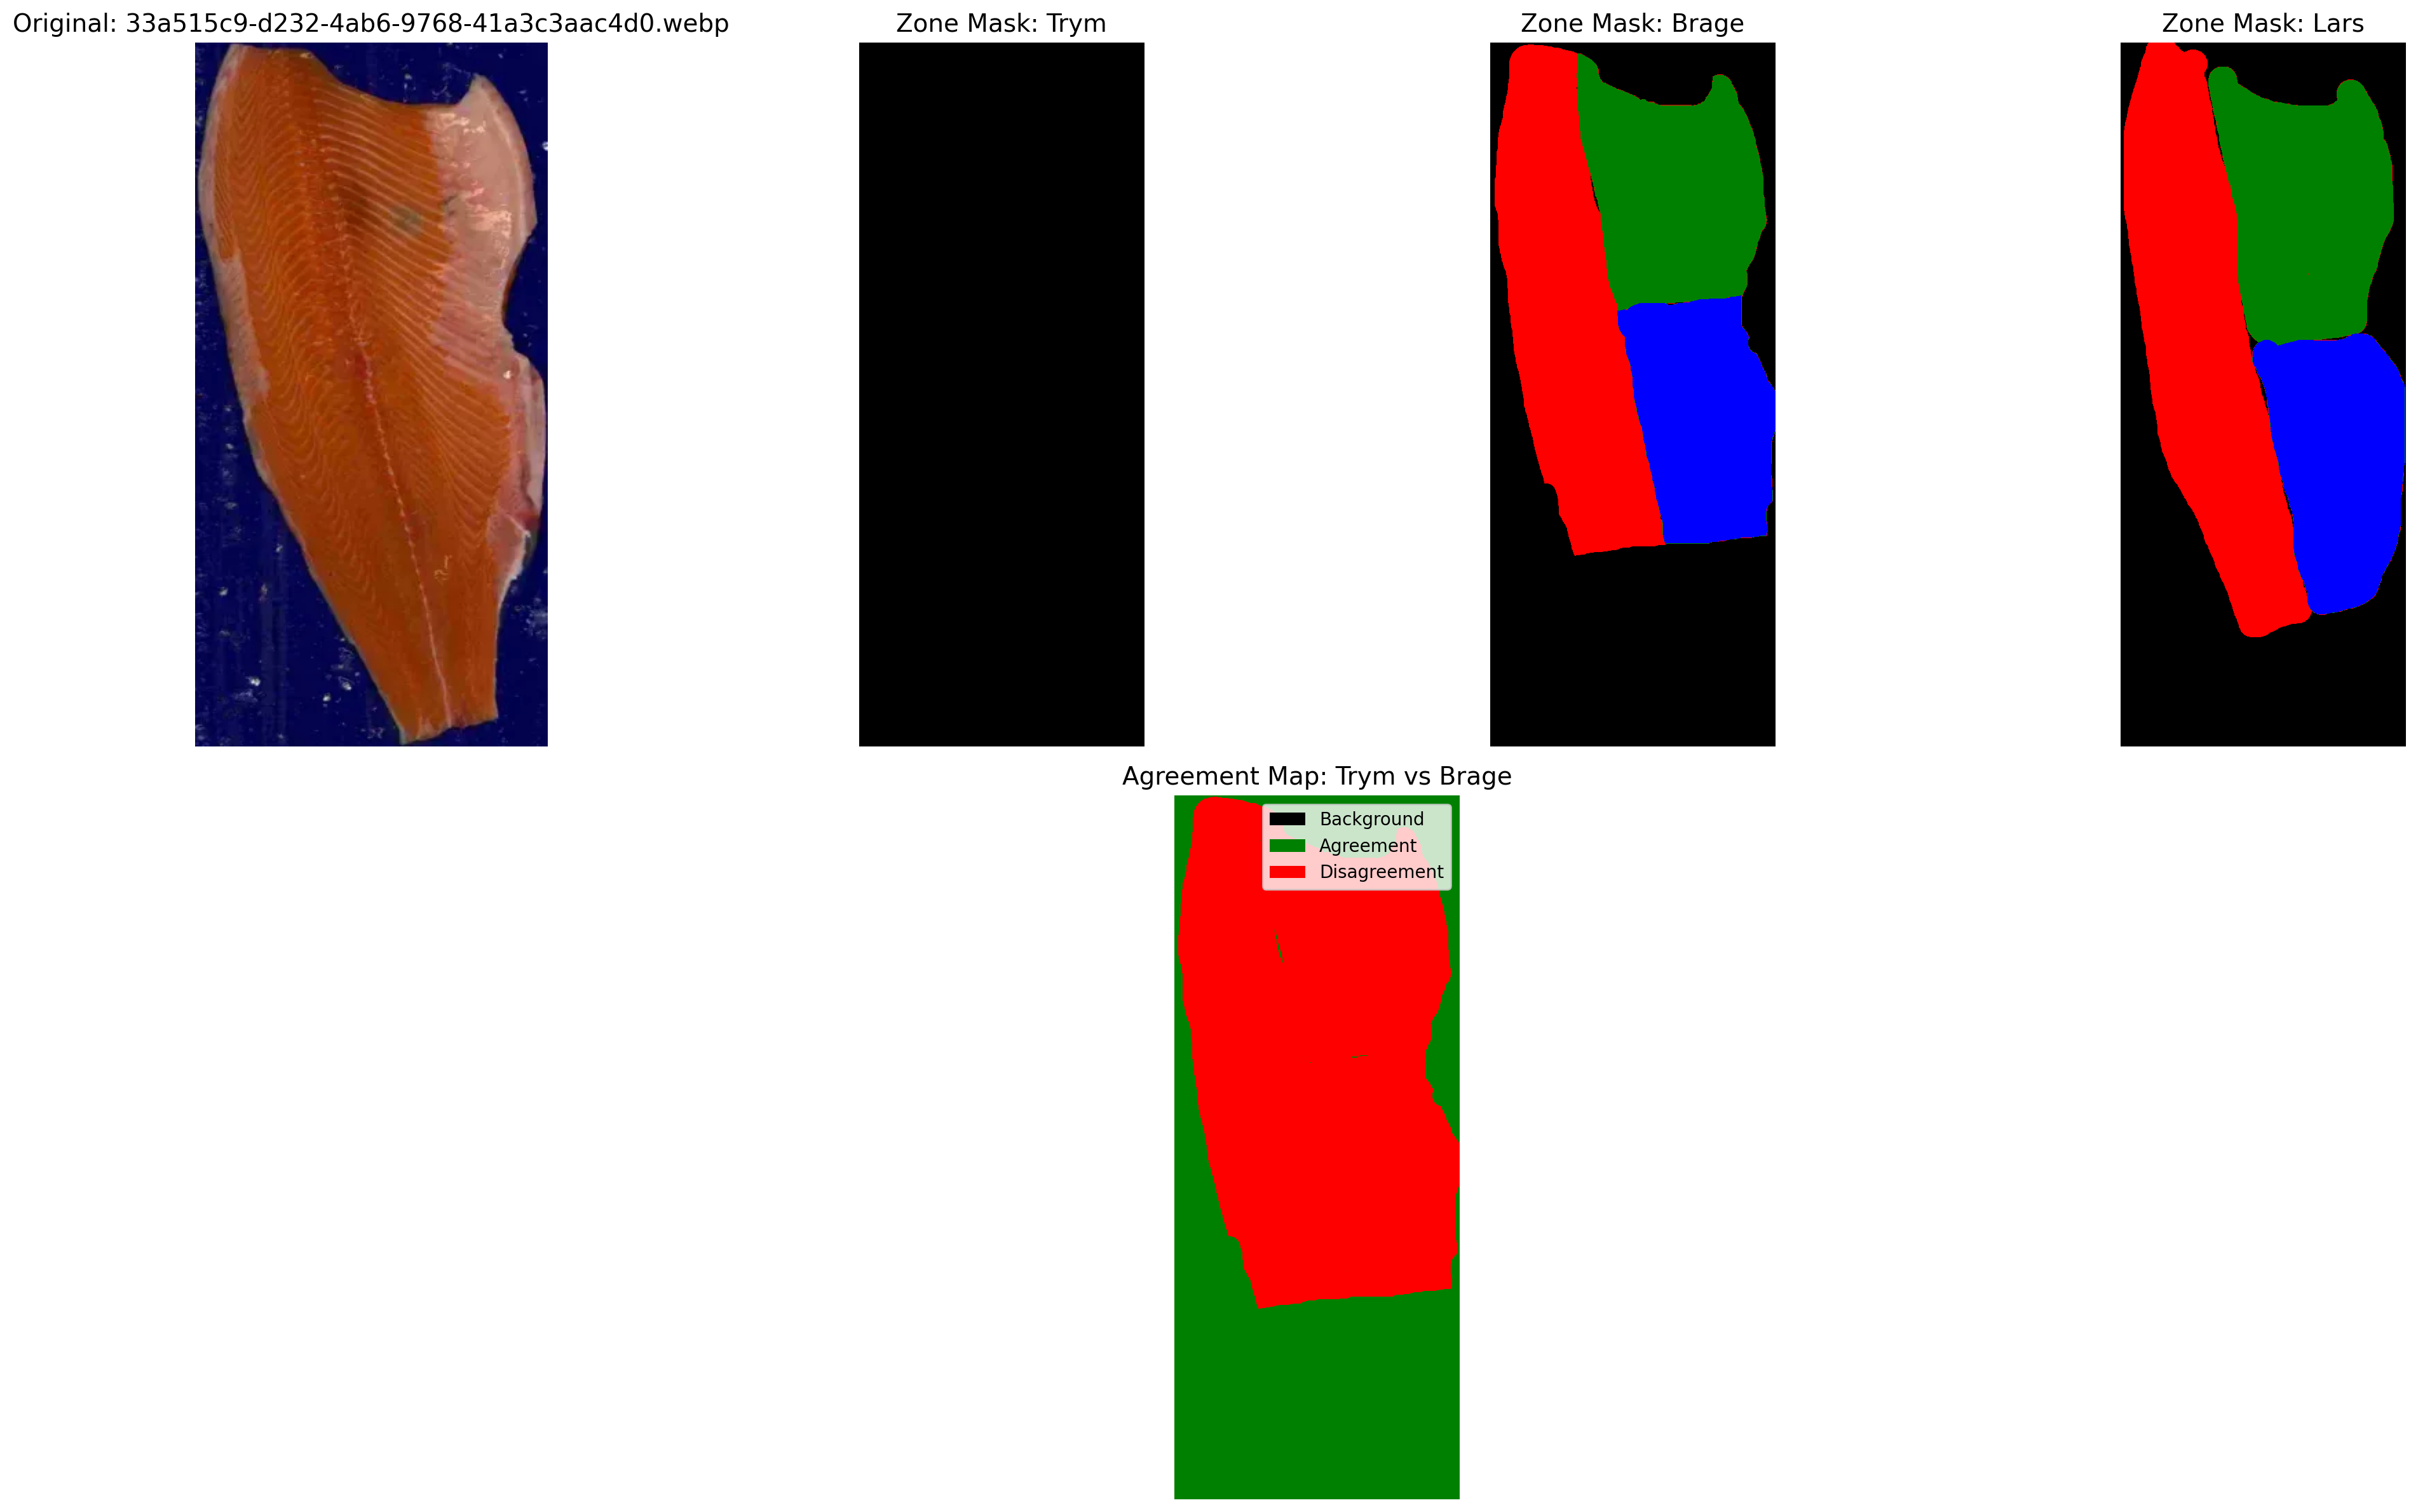 Original: 33a515c9-d232-4ab6-9768-41a3c3aac4d0.webp
Zone Mask: Trym
Zone Mask: Brage
Zone Mask: Lars
Agreement Map: Trym vs Brage
Background
Agreement
Disagreement